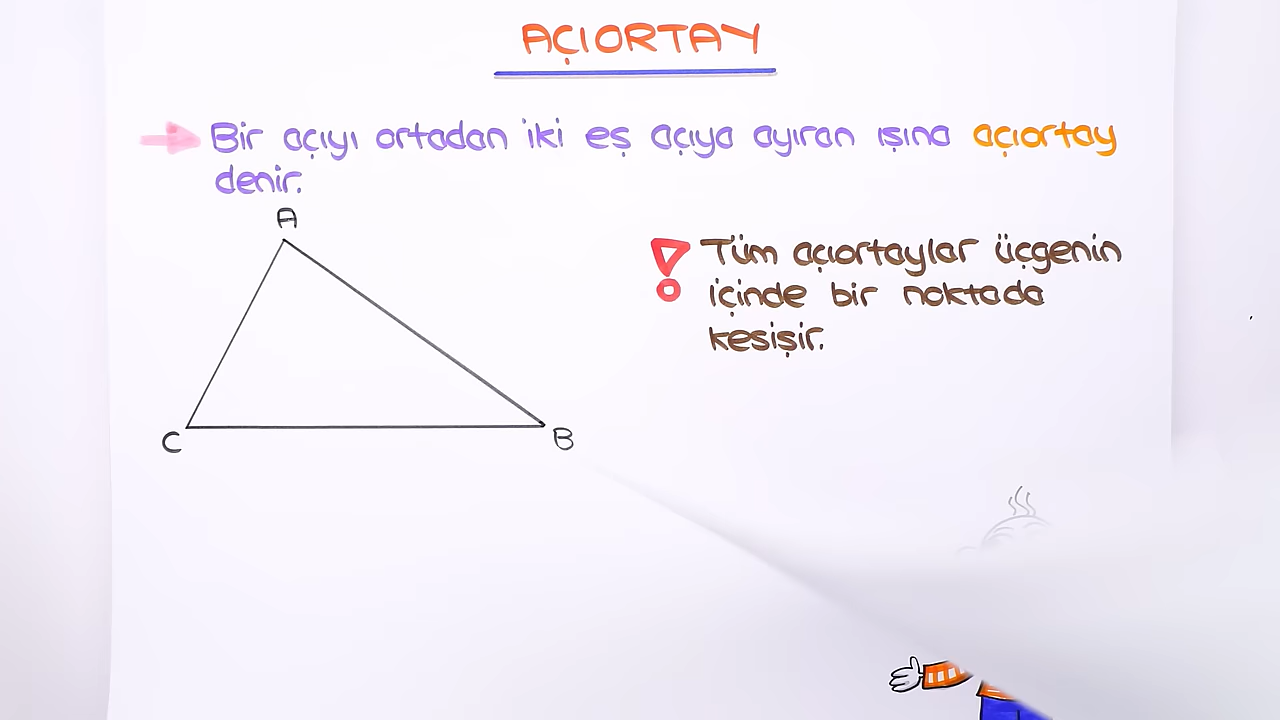 AÇIORTAY
Bir açıyı ortadan iki eş açıya ayıran ışına açıortay
denir.
A
Tüm açıortaylar üçgenin
içinde bir noktada
kesişir.
C
B